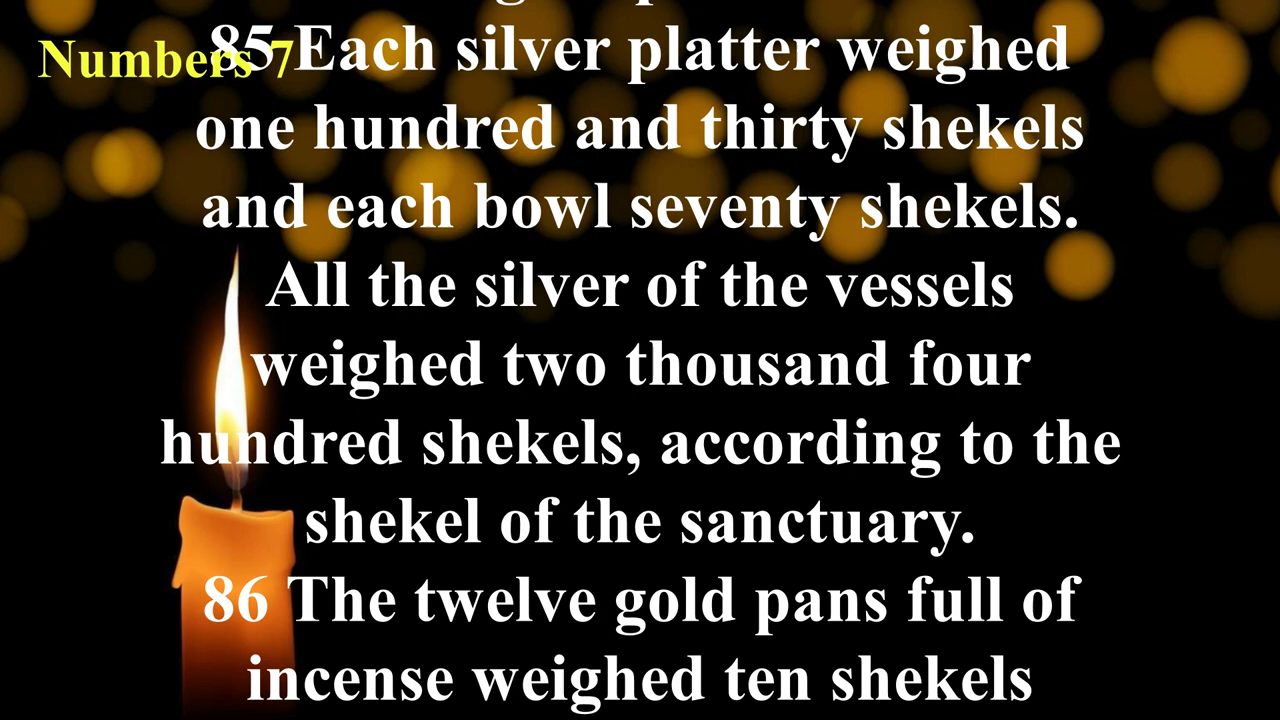 Numbers 7
85 Each silver platter weighed
one hundred and thirty shekels
and each bowl seventy shekels.
All the silver of the vessels
weighed two thousand four
hundred shekels, according to the
shekel of the sanctuary.
86 The twelve gold pans full of
incense weighed ten shekels